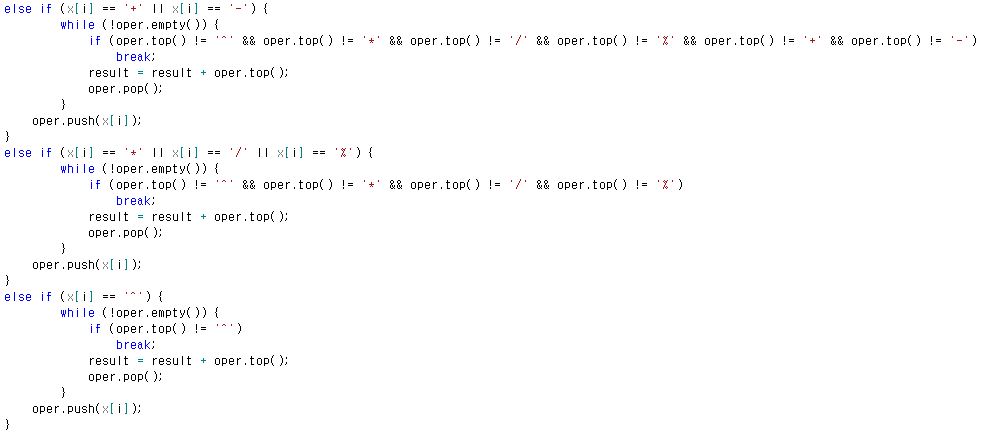 else if (x[i] == '+' || x[i] == '-') {
        while (!oper.empty()) {
            if (oper.top() != '^' && oper.top() != '*' && oper.top() != '/' && oper.top() != '%' && oper.top() != '+' && oper.top() != '-')
                break;
            result = result + oper.top();
            oper.pop();
        }
    oper.push(x[i]);
}
else if (x[i] == '*' || x[i] == '/' || x[i] == '%') {
        while (!oper.empty()) {
            if (oper.top() != '^' && oper.top() != '*' && oper.top() != '/' && oper.top() != '%')
                break;
            result = result + oper.top();
            oper.pop();
        }
    oper.push(x[i]);
}
else if (x[i] == '^') {
        while (!oper.empty()) {
            if (oper.top() != '^')
                break;
            result = result + oper.top();
            oper.pop();
        }
    oper.push(x[i]);
}